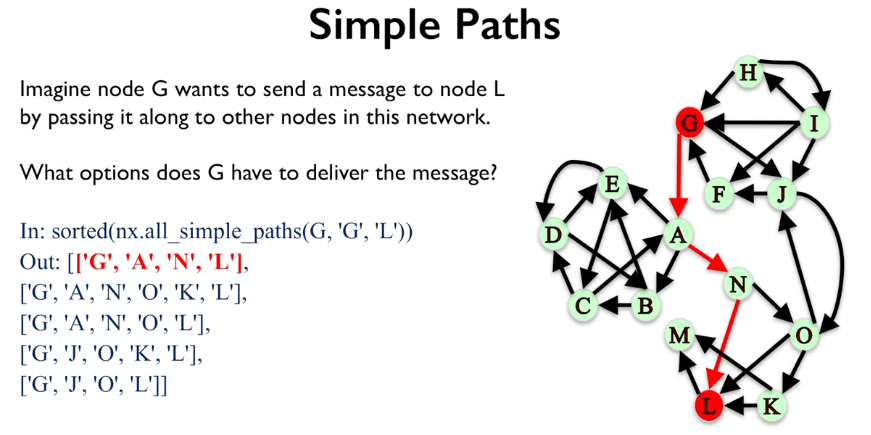 Simple Paths
Imagine node G wants to send a message to node L
by passing it along to other nodes in this network.
What options does G have to deliver the message?
In: sorted(nx.all_simple_paths(G, 'G', 'L'))
Out: [['G', 'A', 'N', 'L'],
['G', 'A', 'N', 'O', 'K', 'L'],
['G', 'A', 'N', 'O', 'L'],
['G', 'J', 'O', 'K', 'L'],
['G', 'J', 'O', 'L']]
H
G
I
F
J
E
D
A
C
B
N
M
O
L
K